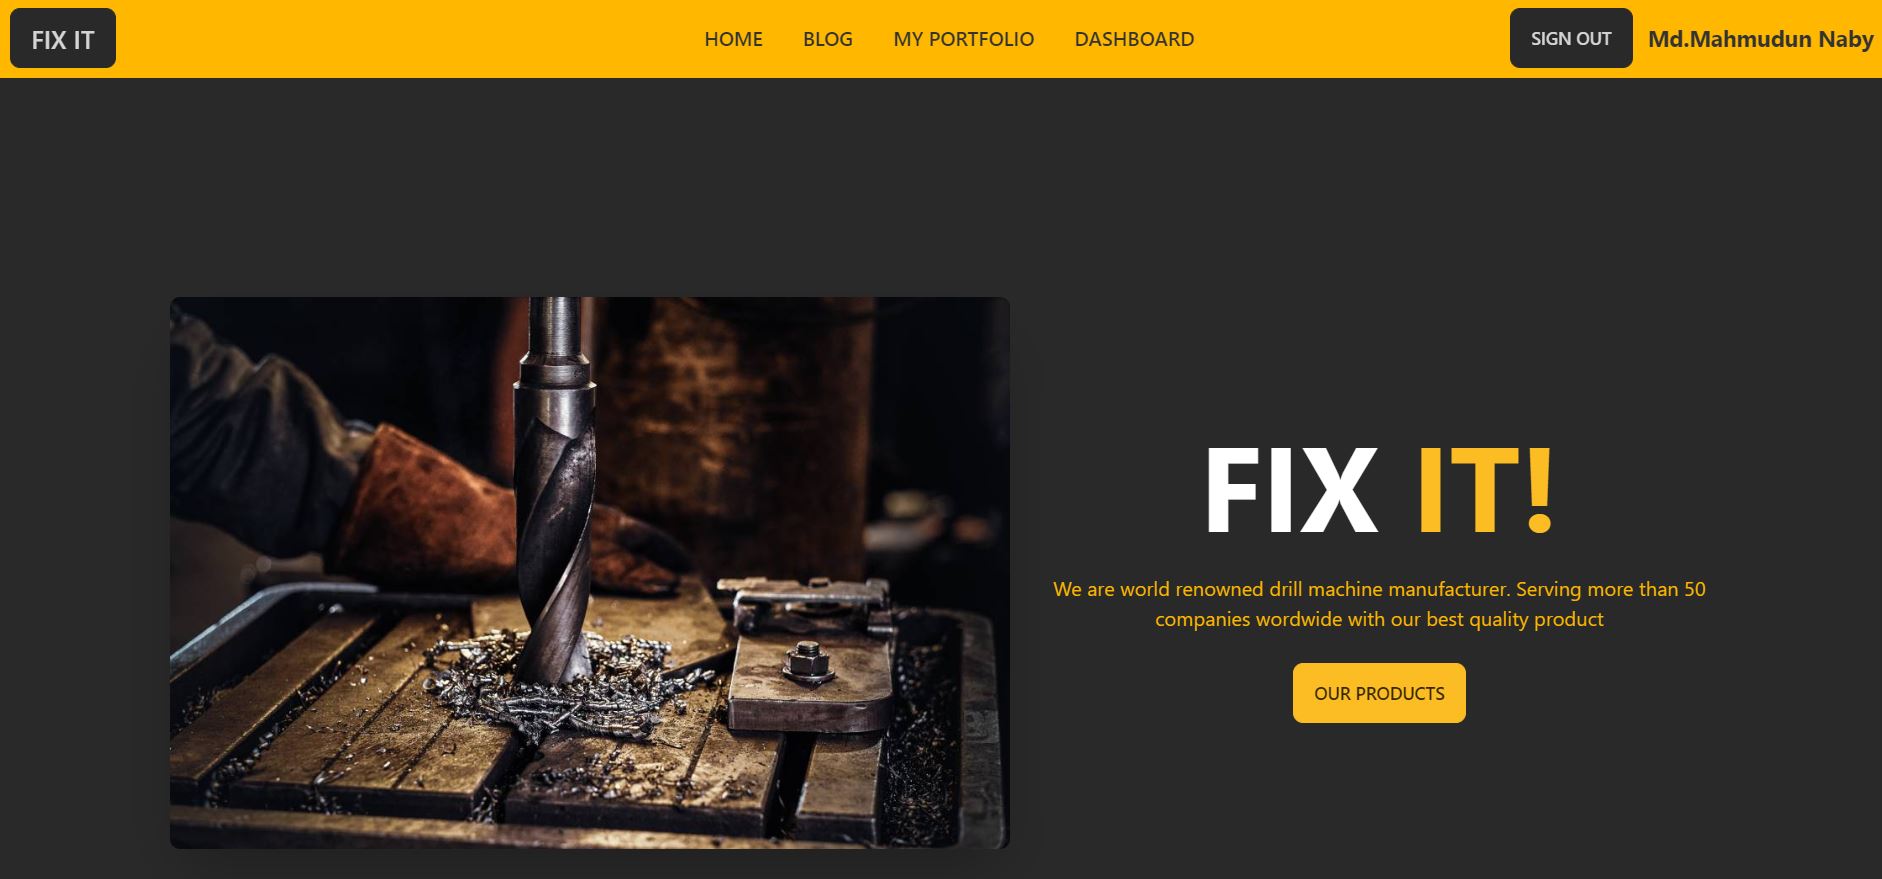 FIX IT
HOME
BLOG
MY PORTFOLIO
DASHBOARD
SIGN OUT
Md.Mahmudun Naby
FIX IT!
We are world renowned drill machine manufacturer. Serving more than 50
companies wordwide with our best quality product
OUR PRODUCTS